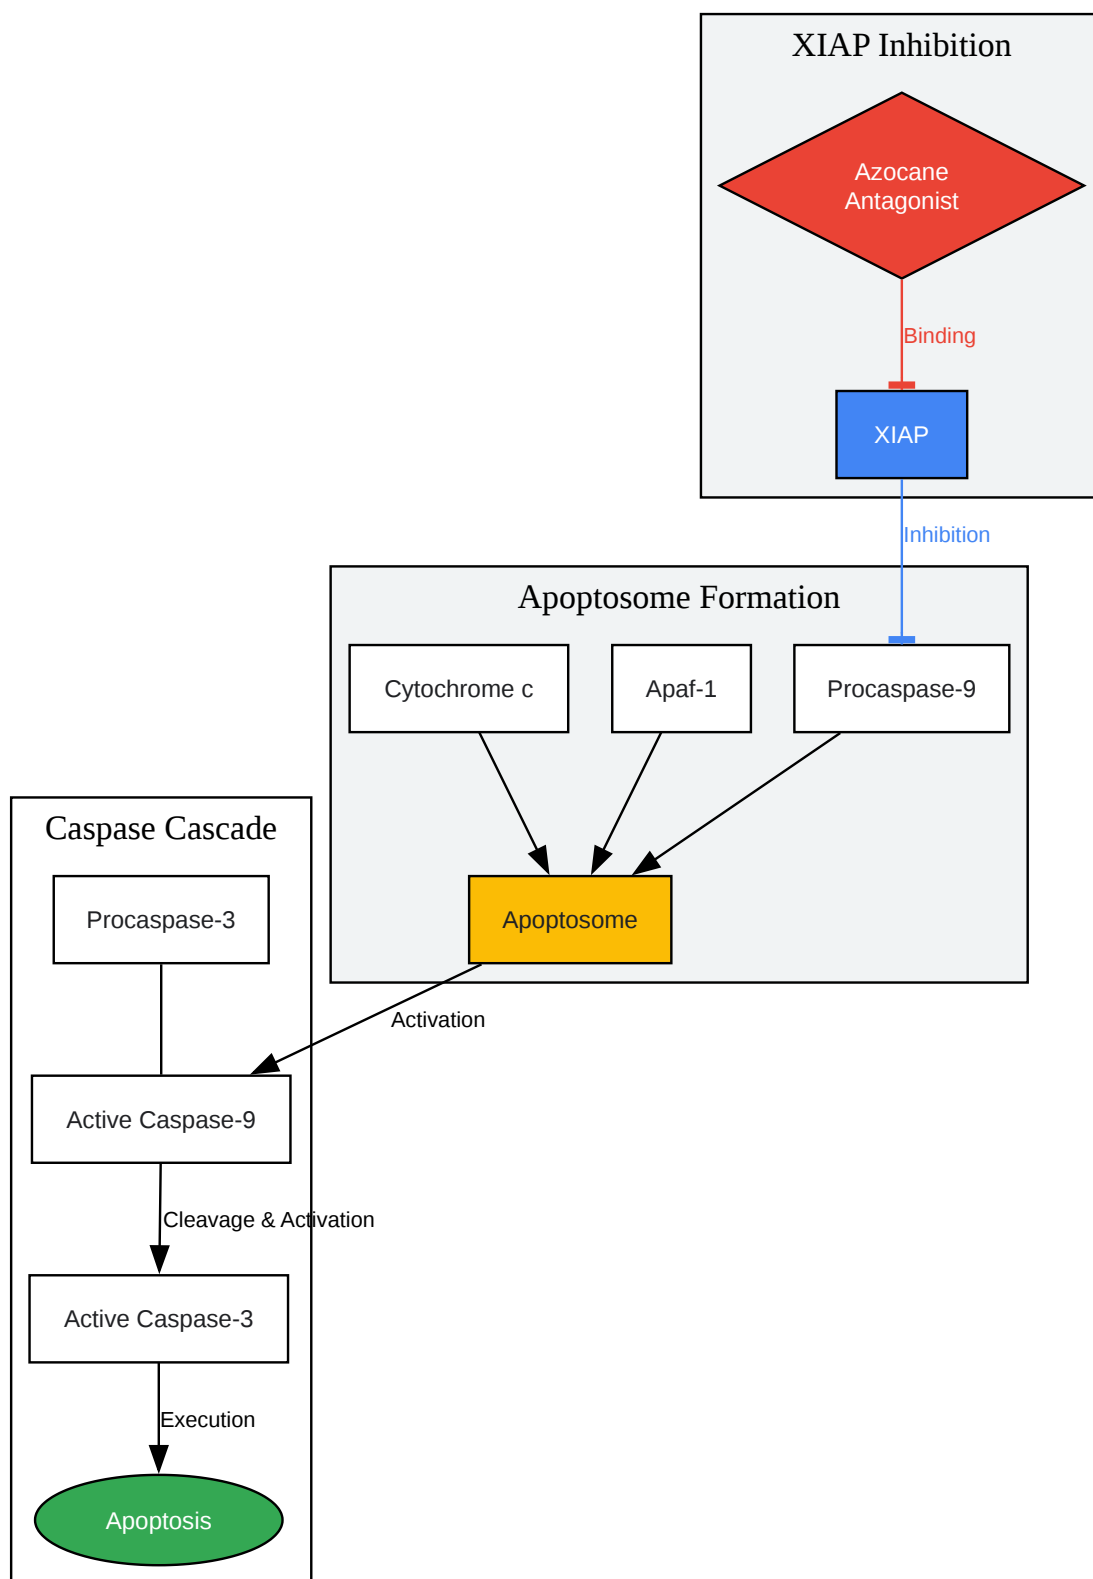 XIAP Inhibition
Azocane
Antagonist
Binding
XIAP
Inhibition
Apoptosome Formation
Cytochrome c
Apaf-1
Procaspase-9
Apoptosome
Activation
Caspase Cascade
Procaspase-3
Active Caspase-9
Cleavage & Activation
Active Caspase-3
Execution
Apoptosis